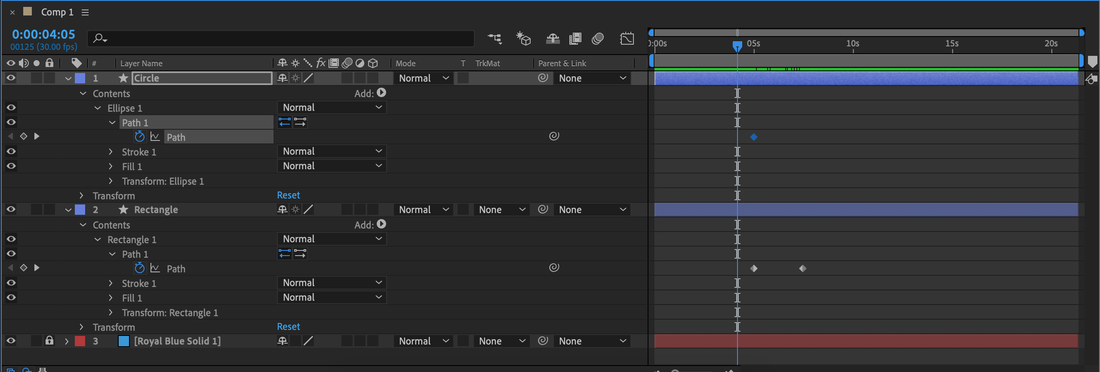 × Comp 1
0:00:04:05
00125 (30.00 fps)
:00s 05s 10s 15s 20s
# Layer Name fx Mode T TrkMat Parent & Link
1 Circle Normal None
Contents Add:
Ellipse 1 Normal
Path 1
Path
Stroke 1 Normal
Fill 1 Normal
Transform: Ellipse 1
Transform Reset
2 Rectangle Normal None None
Contents Add:
Rectangle 1 Normal
Path 1
Path
Stroke 1 Normal
Fill 1 Normal
Transform: Rectangle 1
Transform Reset
3 [Royal Blue Solid 1] Normal None None